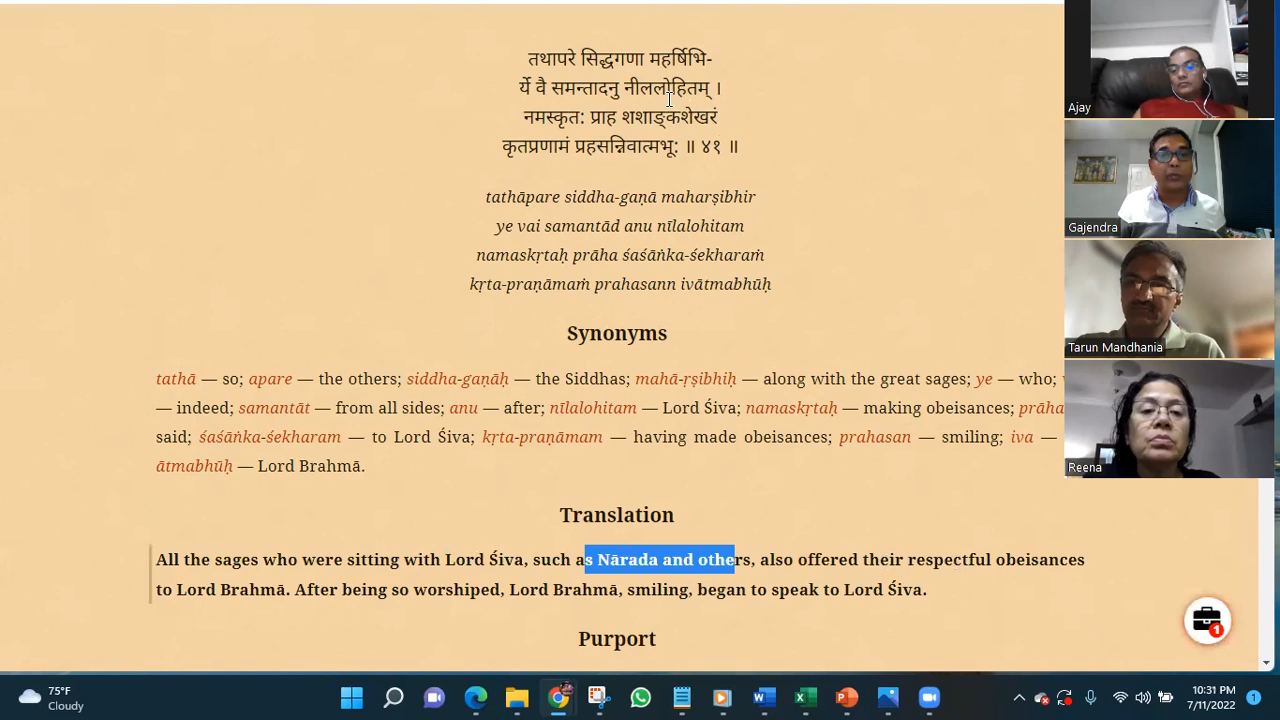 तथापरे सिद्धगणा महर्षिभि-
र्ये वै समन्तादनु नीललोहितम् ।
नमस्कृत: प्राह शशाङ्कशेखरं
कृतप्रणामं प्रहसन्निवात्मभू: ॥ ४१ ॥
tathāpare siddha-gaṇā maharṣibhir
ye vai samantād anu nīlalohitam
namaskṛtaḥ prāha śaśāṅka-śekharaṁ
kṛta-praṇāmaṁ prahasann ivātmabhūḥ
Synonyms
tathā — so; apare — the others; siddha-gaṇāḥ — the Siddhas; mahā-ṛṣibhiḥ — along with the great sages; ye — who;
— indeed; samantāt — from all sides; anu — after; nīlalohitam — Lord Śiva; namaskṛtaḥ — making obeisances; prāha
said; śaśāṅka-śekharam — to Lord Śiva; kṛta-praṇāmam — having made obeisances; prahasan — smiling; iva —
ātmabhūḥ — Lord Brahmā.
Translation
All the sages who were sitting with Lord Śiva, such as Nārada and others, also offered their respectful obeisances
to Lord Brahmā. After being so worshiped, Lord Brahmā, smiling, began to speak to Lord Śiva.
Purport
Ajay
Gajendra
Tarun Mandhania
Reena
1
75°F
Cloudy
10:31 PM
7/11/2022
1